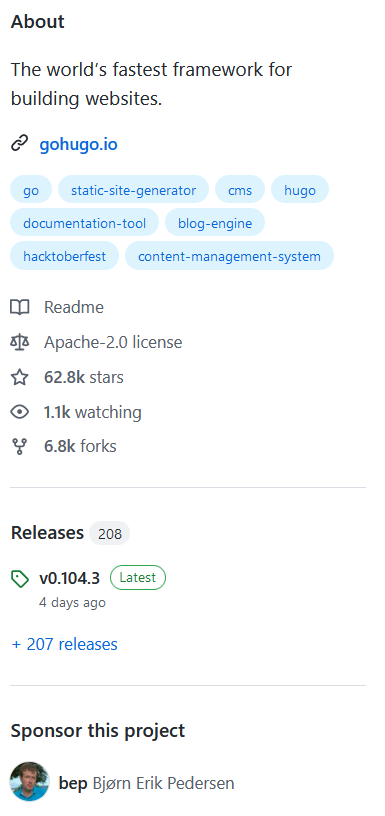 About
The world's fastest framework for
building websites.
gohugo.io
go static-site-generator cms hugo
documentation-tool blog-engine
hacktoberfest content-management-system
Readme
Apache-2.0 license
62.8k stars
1.1k watching
6.8k forks
Releases 208
v0.104.3 Latest
4 days ago
+ 207 releases
Sponsor this project
bep Bjørn Erik Pedersen